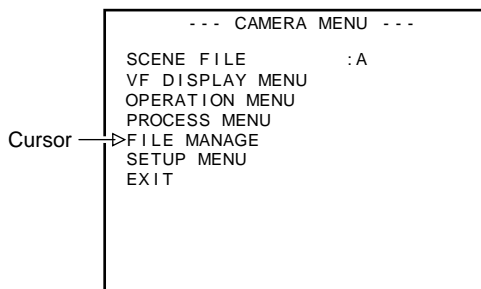 --- CAMERA MENU ---
SCENE FILE :A
VF DISPLAY MENU
OPERATION MENU
PROCESS MENU
Cursor FILE MANAGE
SETUP MENU
EXIT